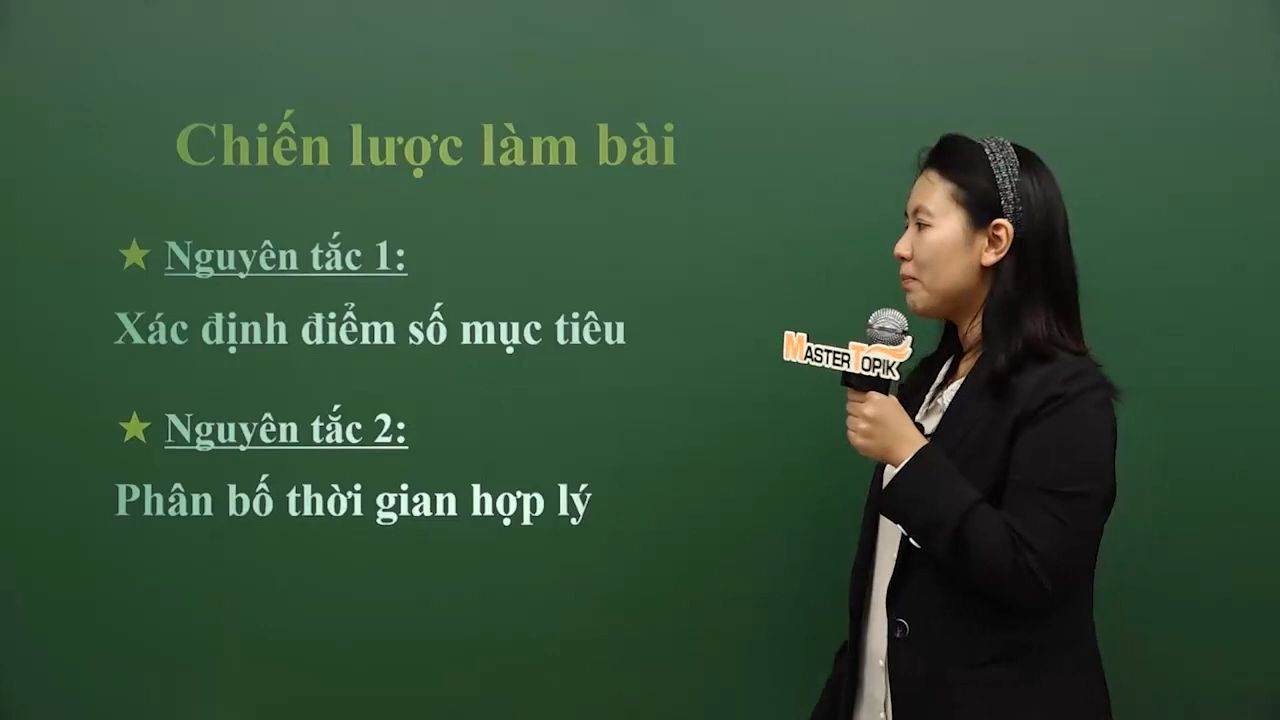 Chiến lược làm bài
★ Nguyên tắc 1:
Xác định điểm số mục tiêu
★ Nguyên tắc 2:
Phân bố thời gian hợp lý
MASTER TOPIK